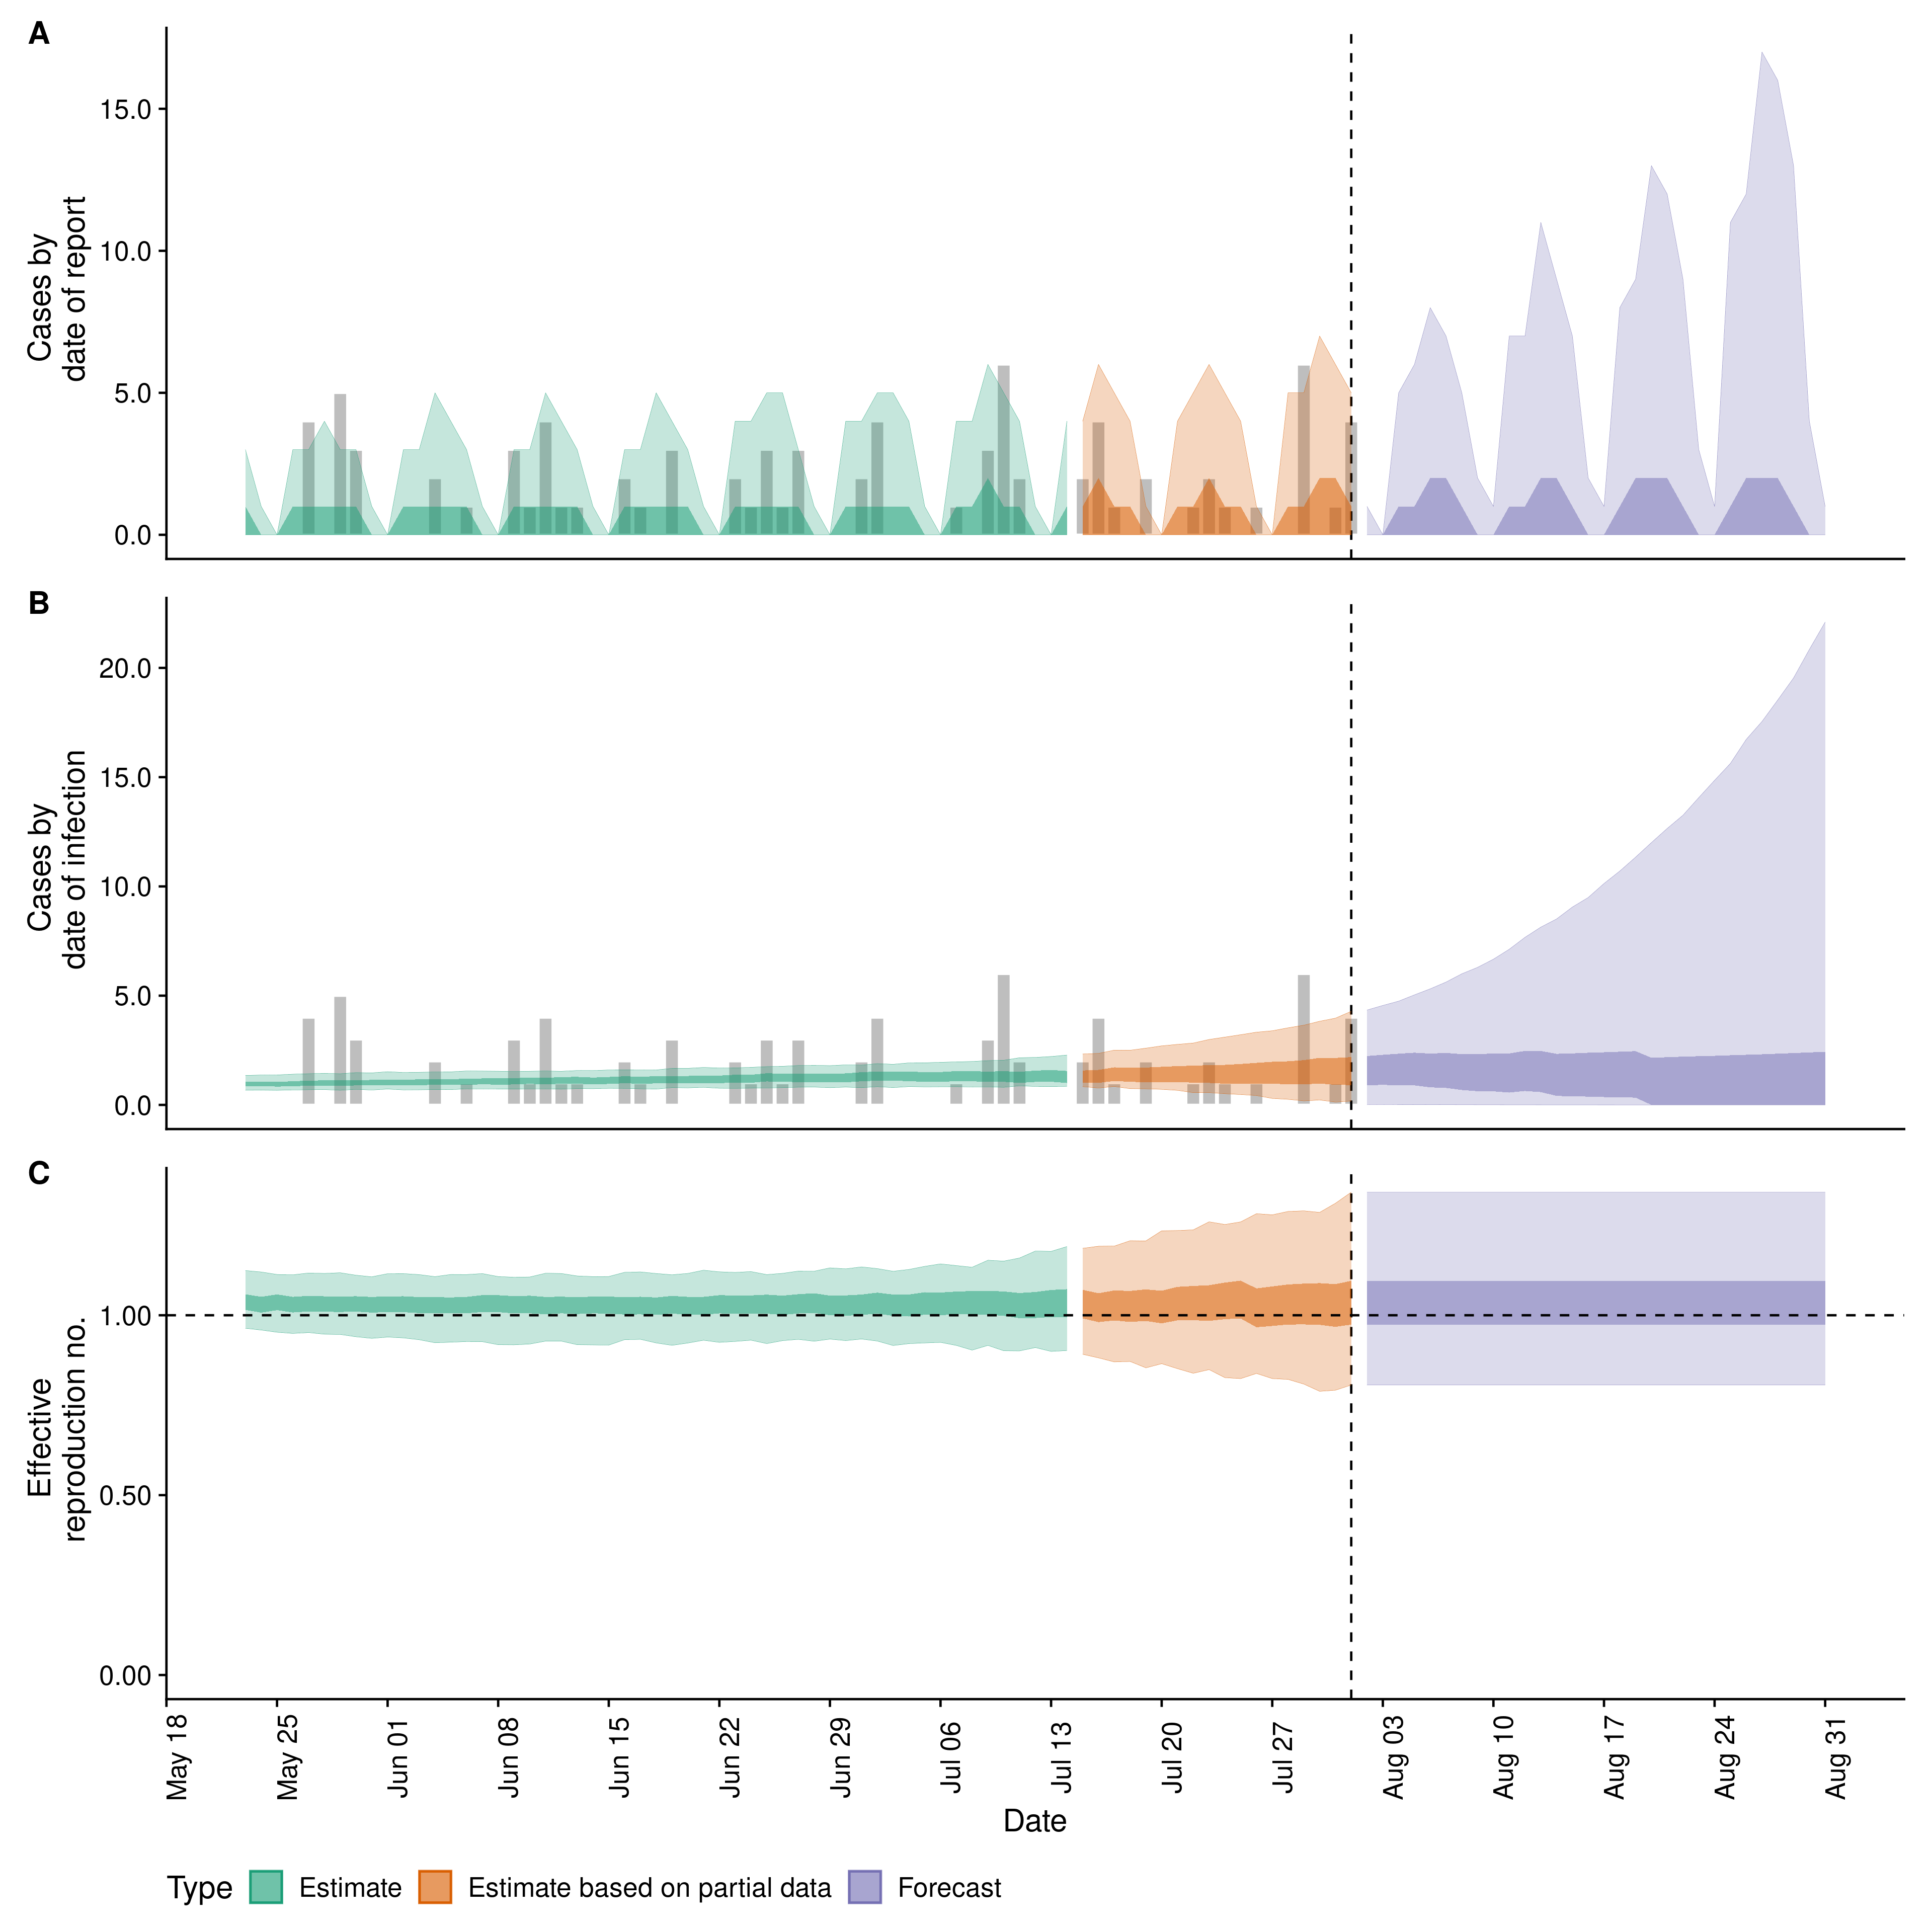 A
Cases by
date of report
15.0
10.0
5.0
0.0
B
Cases by
date of infection
20.0
15.0
10.0
5.0
0.0
C
Effective
reproduction no.
1.00
0.50
0.00
May 18
May 25
Jun 01
Jun 08
Jun 15
Jun 22
Jun 29
Jul 06
Jul 13
Jul 20
Jul 27
Aug 03
Aug 10
Aug 17
Aug 24
Aug 31
Date
Type Estimate Estimate based on partial data Forecast